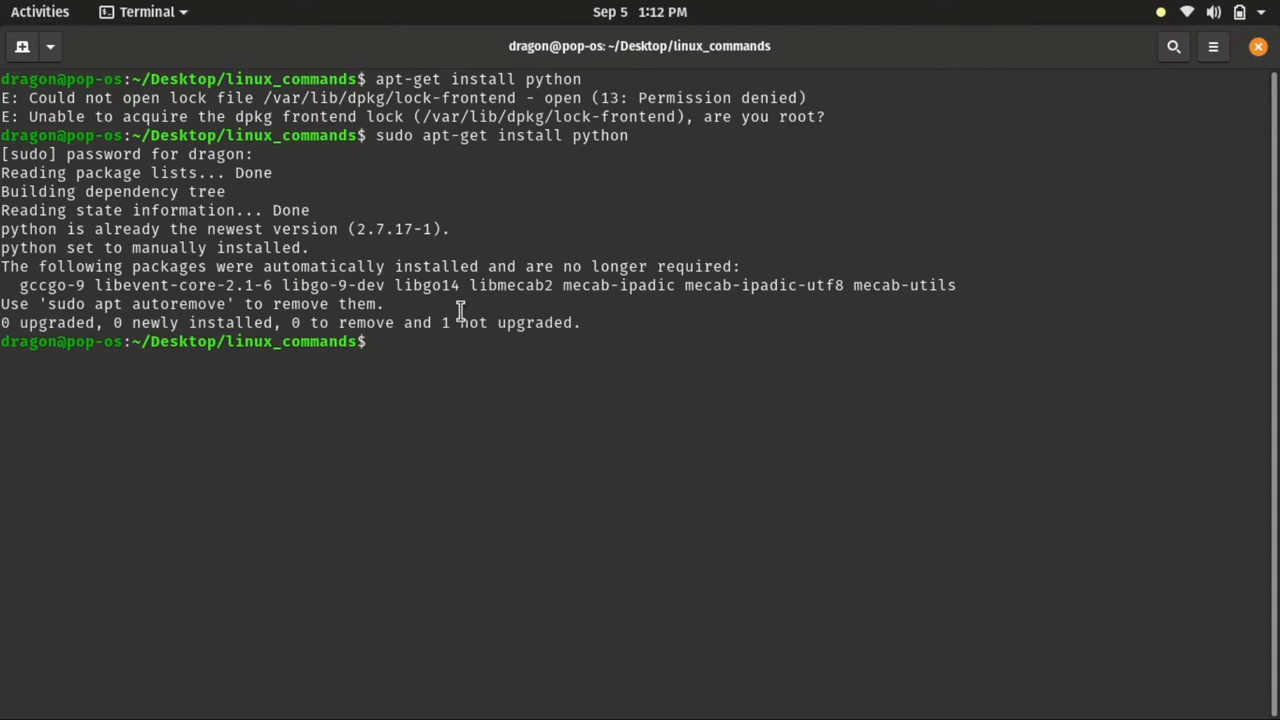 Activities
Terminal
Sep 5 1:12 PM
dragon@pop-os: ~/Desktop/linux_commands
dragon@pop-os:~/Desktop/linux_commands$ apt-get install python
E: Could not open lock file /var/lib/dpkg/lock-frontend - open (13: Permission denied)
E: Unable to acquire the dpkg frontend lock (/var/lib/dpkg/lock-frontend), are you root?
dragon@pop-os:~/Desktop/linux_commands$ sudo apt-get install python
[sudo] password for dragon:
Reading package lists... Done
Building dependency tree
Reading state information... Done
python is already the newest version (2.7.17-1).
python set to manually installed.
The following packages were automatically installed and are no longer required:
  gccgo-9 libevent-core-2.1-6 libgo-9-dev libgo14 libmecab2 mecab-ipadic mecab-ipadic-utf8 mecab-utils
Use 'sudo apt autoremove' to remove them.
0 upgraded, 0 newly installed, 0 to remove and 1 not upgraded.
dragon@pop-os:~/Desktop/linux_commands$